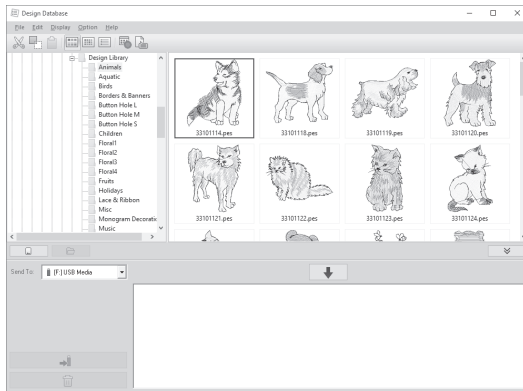 Design Database
File Edit Display Option Help
Design Library
Animals
Aquatic
Birds
Borders & Banners
Button Hole L
Button Hole M
Button Hole S
Children
Floral1
Floral2
Floral3
Floral4
Fruits
Holidays
Lace & Ribbon
Misc
Monogram Decoratic
Music
33101114.pes 33101118.pes 33101119.pes 33101120.pes
33101121.pes 33101122.pes 33101123.pes 33101124.pes
Send To: (F:) USB Media